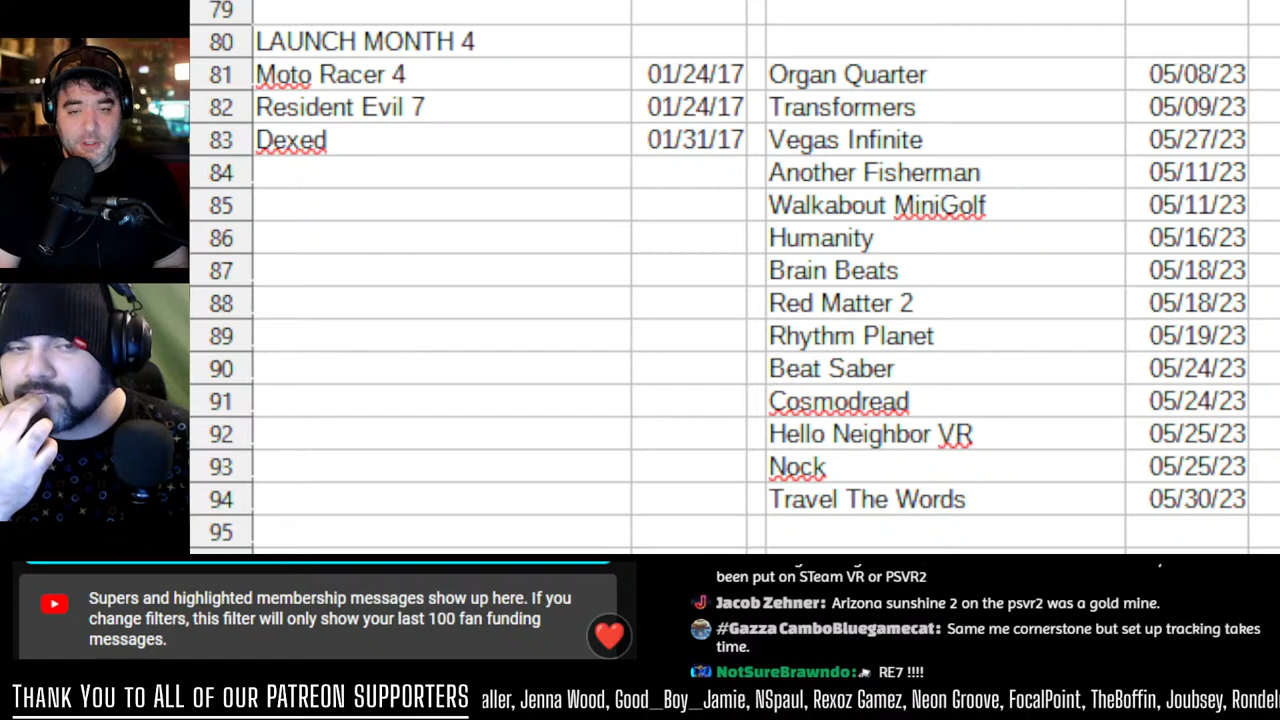 79
80 LAUNCH MONTH 4
81 Moto Racer 4 01/24/17 Organ Quarter 05/08/23
82 Resident Evil 7 01/24/17 Transformers 05/09/23
83 Dexed 01/31/17 Vegas Infinite 05/27/23
84 Another Fisherman 05/11/23
85 Walkabout MiniGolf 05/11/23
86 Humanity 05/16/23
87 Brain Beats 05/18/23
88 Red Matter 2 05/18/23
89 Rhythm Planet 05/19/23
90 Beat Saber 05/24/23
91 Cosmodread 05/24/23
92 Hello Neighbor VR 05/25/23
93 Nock 05/25/23
94 Travel The Words 05/30/23
95
Supers and highlighted membership messages show up here. If you
change filters, this filter will only show your last 100 fan funding
messages.
been put on STeam VR or PSVR2
Jacob Zehner: Arizona sunshine 2 on the psvr2 was a gold mine.
#Gazza CamboBluegamecat: Same me cornerstone but set up tracking takes
time.
NotSureBrawndo: RE7 !!!!
THANK YOU TO ALL OF OUR PATREON SUPPORTERS aller, Jenna Wood, Good_Boy_Jamie, NSpaul, Rexoz Gamez, Neon Groove, FocalPoint, TheBoffin, Joubsey, Rondel